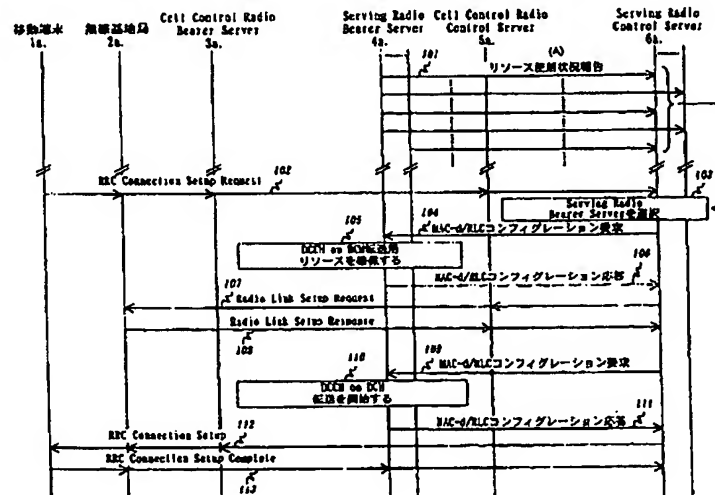 移動端末
1a.
無線基地局
2a.
Cell Control Radio
Bearer Server
3a.
Serving Radio
Bearer Server
4a.
Cell Control Radio
Control Server
5a.
Serving Radio
Control Server
6a.
(A)
101
リソース使用状況報告
RRC Connection Setup Request
102
103
Serving Radio
Bearer Serverを選択
104
MAC-d/RLCコンフィグレーション要求
105
DCCH on DCH伝送用
リソースを確保する
106
MAC-d/RLCコンフィグレーション応答
107
Radio Link Setup Request
Radio Link Setup Response
108
109
MAC-d/RLCコンフィグレーション要求
110
DCCH on DCH
伝送を開始する
111
MAC-d/RLCコンフィグレーション応答
RRC Connection Setup
112
RRC Connection Setup Complete
113